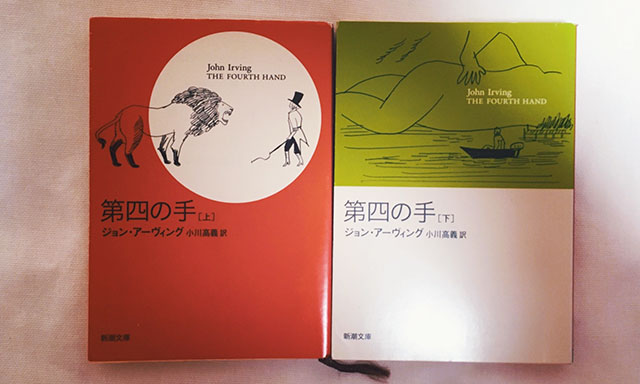 John Irving
THE FOURTH HAND
第四の手[上]
ジョン・アーヴィング 小川高義 訳
新潮文庫
John Irving
THE FOURTH HAND
第四の手[下]
ジョン・アーヴィング 小川高義 訳
新潮文庫